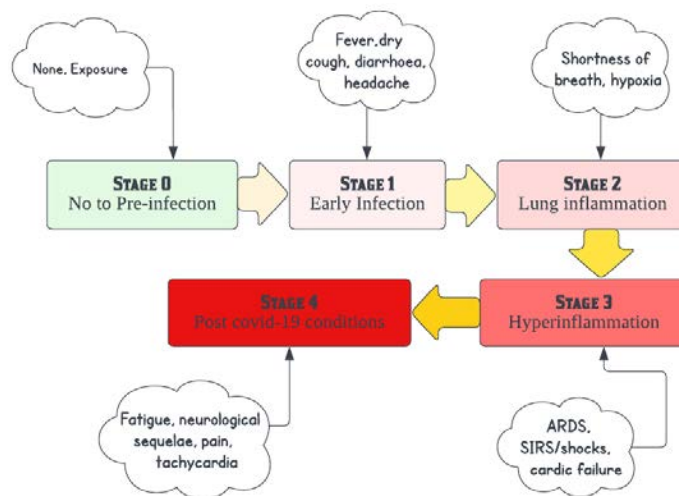 None, Exposure
Fever,dry
cough, diarrhoea,
headache
Shortness of
breath, hypoxia
STAGE 0
No to Pre-infection
STAGE 1
Early Infection
STAGE 2
Lung inflammation
STAGE 4
Post covid-19 conditions
STAGE 3
Hyperinflammation
Fatigue, neurological
sequelae, pain,
tachycardia
ARDS,
SIRS/shocks,
cardic failure